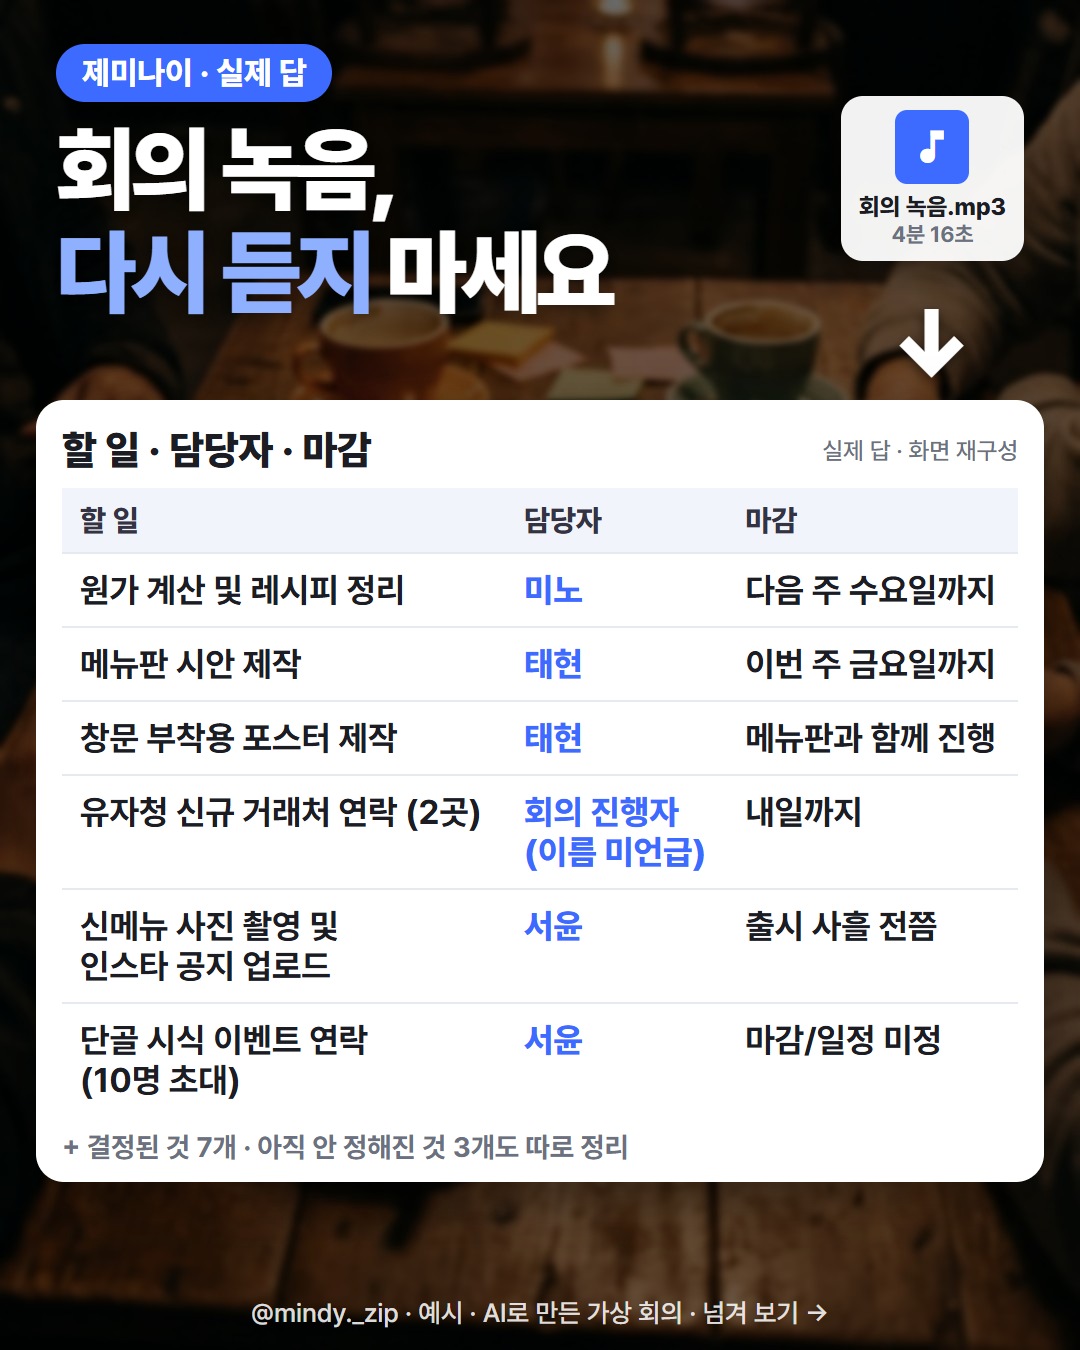 제미나이 · 실제 답
회의 녹음,
다시 듣지 마세요
회의 녹음.mp3
4분 16초
할 일 · 담당자 · 마감
실제 답 · 화면 재구성
할 일 담당자 마감
원가 계산 및 레시피 정리 미노 다음 주 수요일까지
메뉴판 시안 제작 태현 이번 주 금요일까지
창문 부착용 포스터 제작 태현 메뉴판과 함께 진행
유자청 신규 거래처 연락 (2곳) 회의 진행자 내일까지
(이름 미언급)
신메뉴 사진 촬영 및 서윤 출시 사흘 전쯤
인스타 공지 업로드
단골 시식 이벤트 연락 서윤 마감/일정 미정
(10명 초대)
+ 결정된 것 7개 · 아직 안 정해진 것 3개도 따로 정리
@mindy._zip · 예시 · AI로 만든 가상 회의 · 넘겨 보기 →